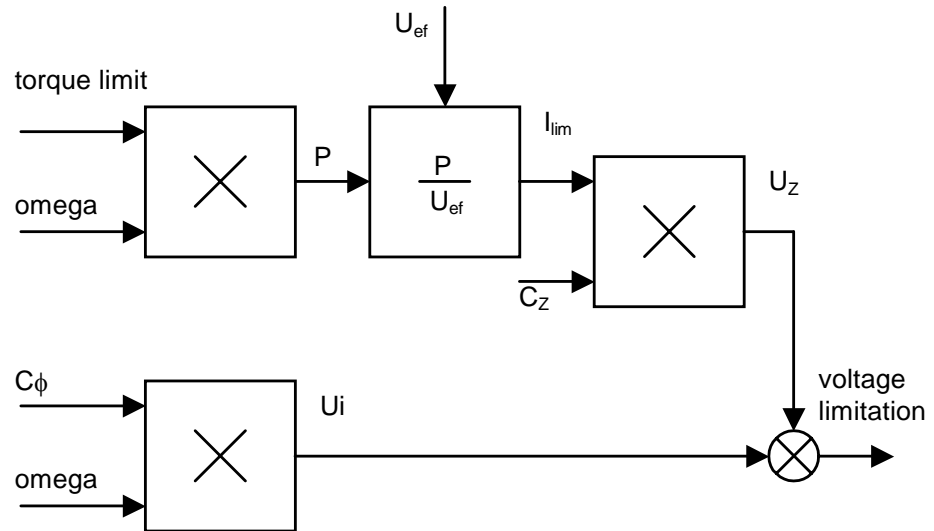 U_ef
torque limit
P
P
U_ef
I_lim
U_Z
omega
C_Z
Cϕ
Ui
voltage
limitation
omega